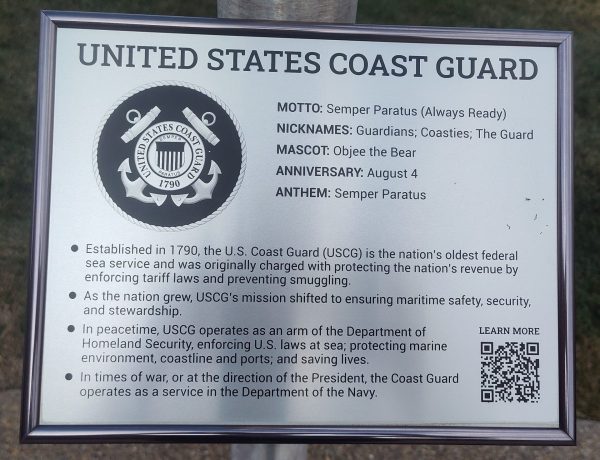 UNITED STATES COAST GUARD
UNITED STATES COAST GUARD
SEMPER
PARATUS
1790
MOTTO: Semper Paratus (Always Ready)
NICKNAMES: Guardians; Coasties; The Guard
MASCOT: Objee the Bear
ANNIVERSARY: August 4
ANTHEM: Semper Paratus
• Established in 1790, the U.S. Coast Guard (USCG) is the nation's oldest federal
sea service and was originally charged with protecting the nation's revenue by
enforcing tariff laws and preventing smuggling.
• As the nation grew, USCG's mission shifted to ensuring maritime safety, security,
and stewardship.
• In peacetime, USCG operates as an arm of the Department of
Homeland Security, enforcing U.S. laws at sea; protecting marine
environment, coastline and ports; and saving lives.
• In times of war, or at the direction of the President, the Coast Guard
operates as a service in the Department of the Navy.
LEARN MORE